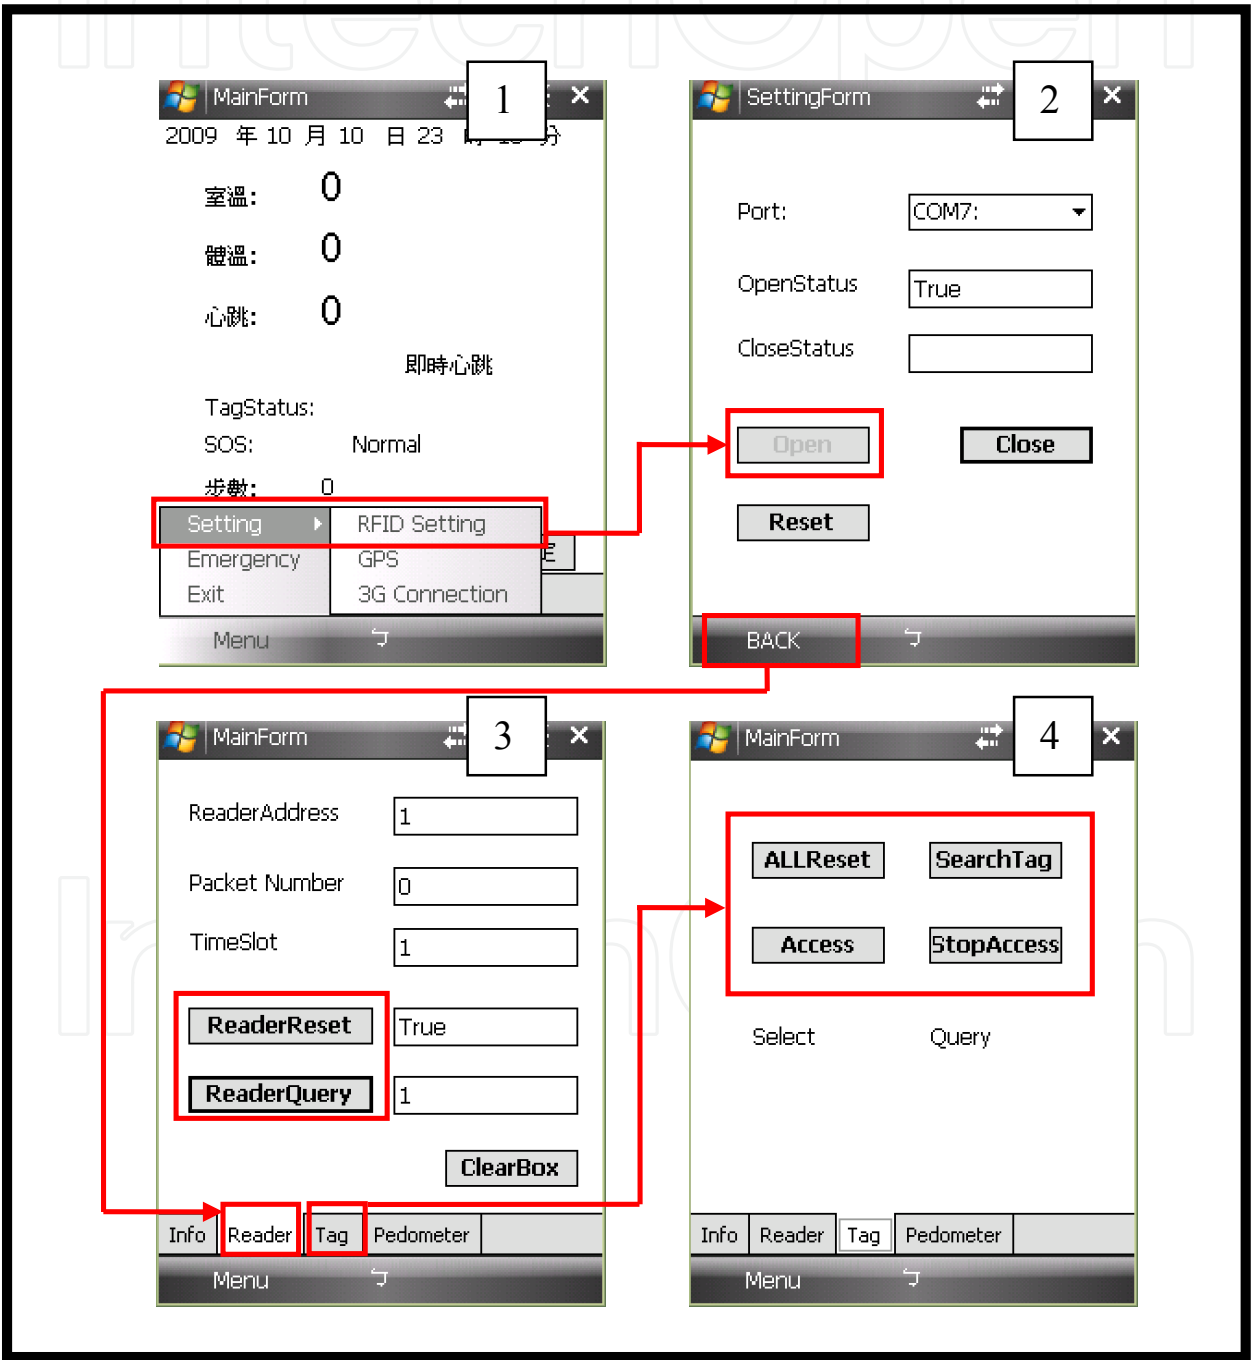 IntechOpen
MainForm
1
2009 年 10 月 10 日 23
分
室溫: 0
體溫: 0
心跳: 0
即時心跳
TagStatus:
SOS: Normal
步數: 0
Setting RFID Setting
Emergency GPS
Exit 3G Connection
Menu
SettingForm
2
Port: COM7:
OpenStatus True
CloseStatus
Open Close
Reset
BACK
MainForm
3
ReaderAddress 1
Packet Number 0
TimeSlot 1
ReaderReset True
ReaderQuery 1
ClearBox
Info Reader Tag Pedometer
Menu
MainForm
4
ALLReset SearchTag
Access StopAccess
Select Query
Info Reader Tag Pedometer
Menu